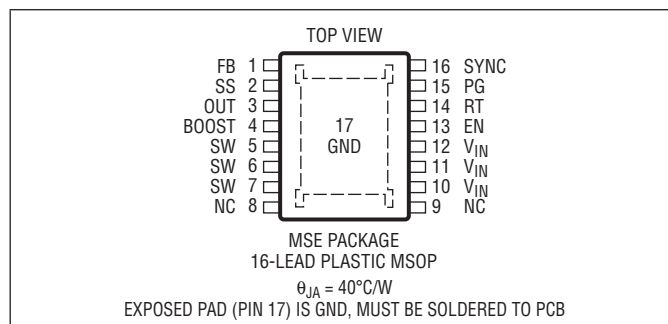 TOP VIEW
FB 1
SS 2
OUT 3
BOOST 4
SW 5
SW 6
SW 7
NC 8
17
GND
16 SYNC
15 PG
14 RT
13 EN
12 VIN
11 VIN
10 VIN
9 NC
MSE PACKAGE
16-LEAD PLASTIC MSOP
θJA = 40°C/W
EXPOSED PAD (PIN 17) IS GND, MUST BE SOLDERED TO PCB